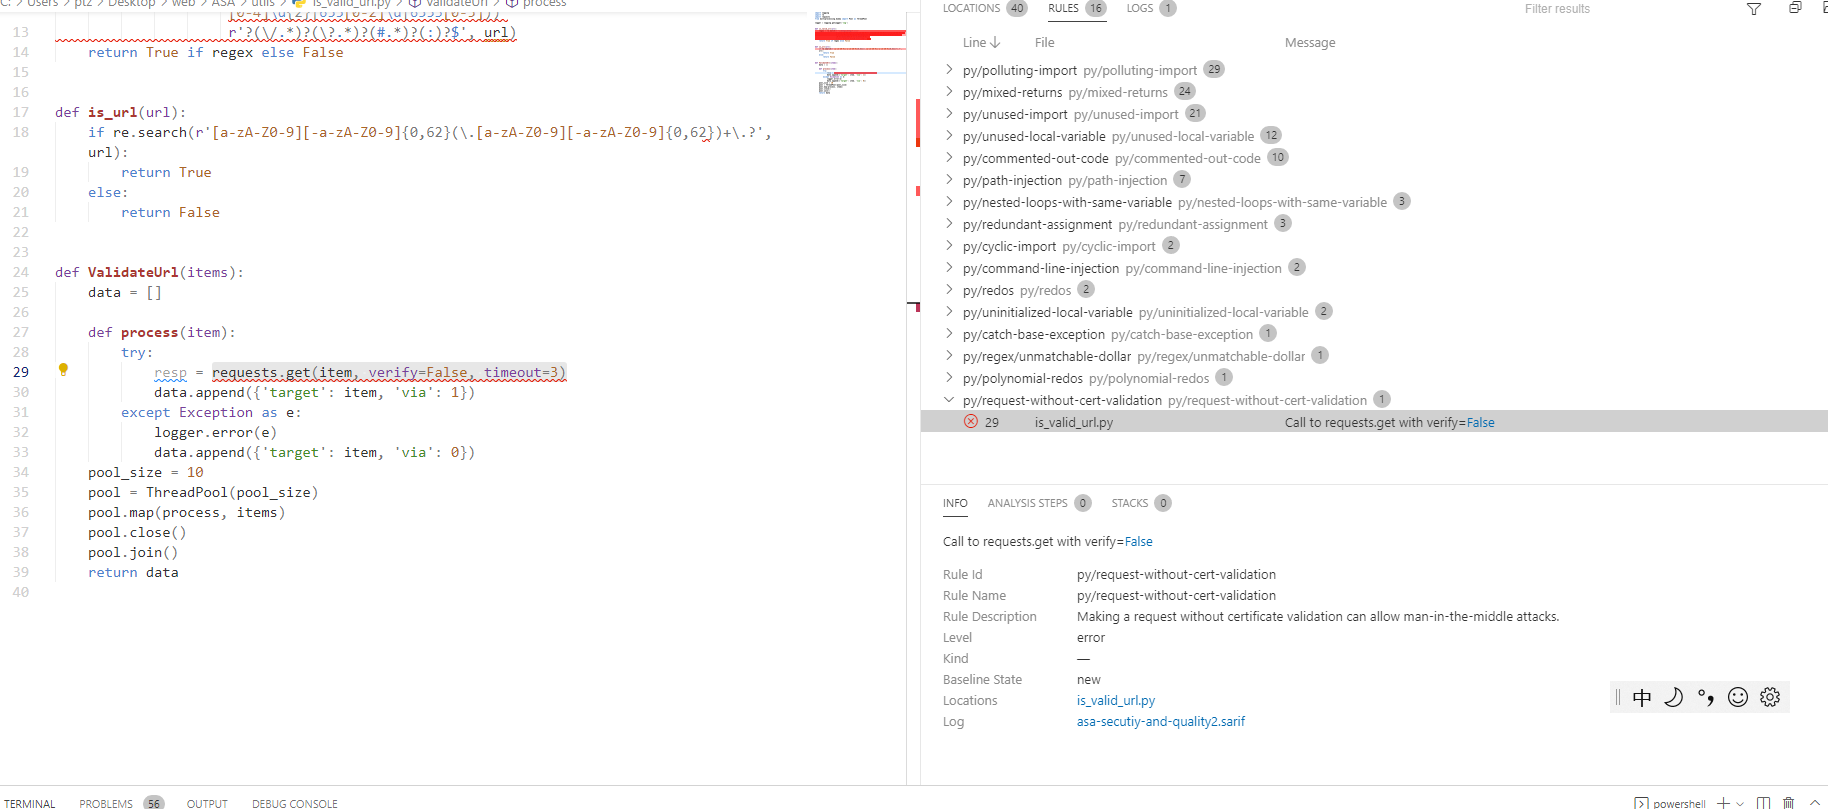 C: > Users > ptz > Desktop > web > ASA > utils > is_valid_url.py > ValidateUrl > process
13 r'?(\/.*)?(\?.*)?(#.*)?(:)?$', url)
14 return True if regex else False
15
16
17 def is_url(url):
18 if re.search(r'[a-zA-Z0-9][-a-zA-Z0-9]{0,62}(\.[a-zA-Z0-9][-a-zA-Z0-9]{0,62})+\.?',
url):
19 return True
20 else:
21 return False
22
23
24 def ValidateUrl(items):
25 data = []
26
27 def process(item):
28 try:
29 resp = requests.get(item, verify=False, timeout=3)
30 data.append({'target': item, 'via': 1})
31 except Exception as e:
32 logger.error(e)
33 data.append({'target': item, 'via': 0})
34 pool_size = 10
35 pool = ThreadPool(pool_size)
36 pool.map(process, items)
37 pool.close()
38 pool.join()
39 return data
40
LOCATIONS 40 RULES 16 LOGS 1 Filter results
Line File Message
py/polluting-import py/polluting-import 29
py/mixed-returns py/mixed-returns 24
py/unused-import py/unused-import 21
py/unused-local-variable py/unused-local-variable 12
py/commented-out-code py/commented-out-code 10
py/path-injection py/path-injection 7
py/nested-loops-with-same-variable py/nested-loops-with-same-variable 3
py/redundant-assignment py/redundant-assignment 3
py/cyclic-import py/cyclic-import 2
py/command-line-injection py/command-line-injection 2
py/redos py/redos 2
py/uninitialized-local-variable py/uninitialized-local-variable 2
py/catch-base-exception py/catch-base-exception 1
py/regex/unmatchable-dollar py/regex/unmatchable-dollar 1
py/polynomial-redos py/polynomial-redos 1
py/request-without-cert-validation py/request-without-cert-validation 1
29 is_valid_url.py Call to requests.get with verify=False
INFO ANALYSIS STEPS 0 STACKS 0
Call to requests.get with verify=False
Rule Id py/request-without-cert-validation
Rule Name py/request-without-cert-validation
Rule Description Making a request without certificate validation can allow man-in-the-middle attacks.
Level error
Kind —
Baseline State new
Locations is_valid_url.py
Log asa-secutiy-and-quality2.sarif
中
TERMINAL PROBLEMS 56 OUTPUT DEBUG CONSOLE powershell